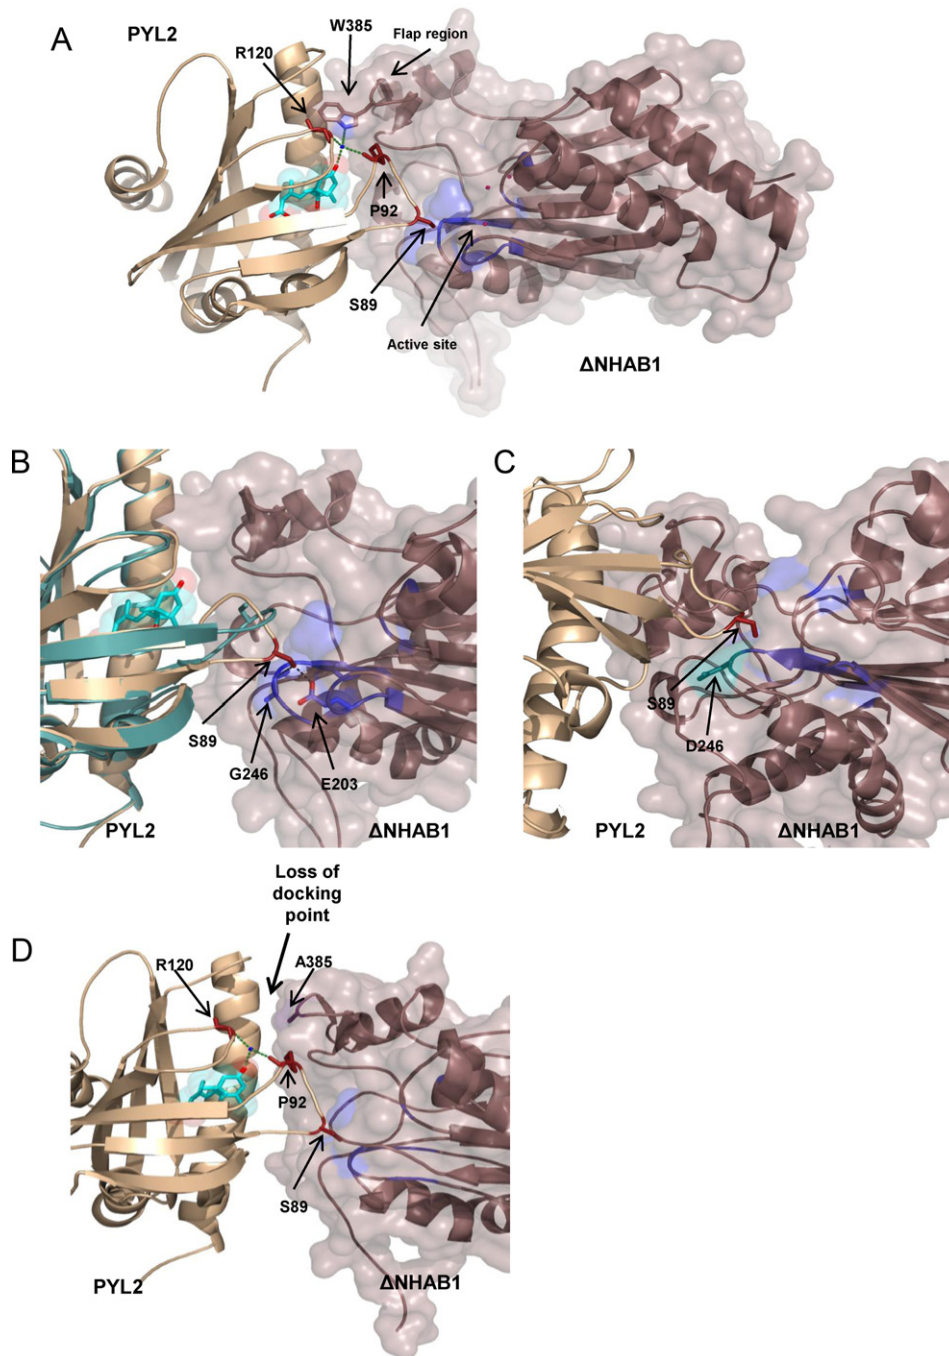 A
PYL2
W385
R120
Flap region
P92
S89
Active site
ΔNHAB1
B
S89
G246
E203
PYL2
ΔNHAB1
C
S89
D246
PYL2
ΔNHAB1
Loss of
docking
point
D
R120
A385
P92
S89
PYL2
ΔNHAB1